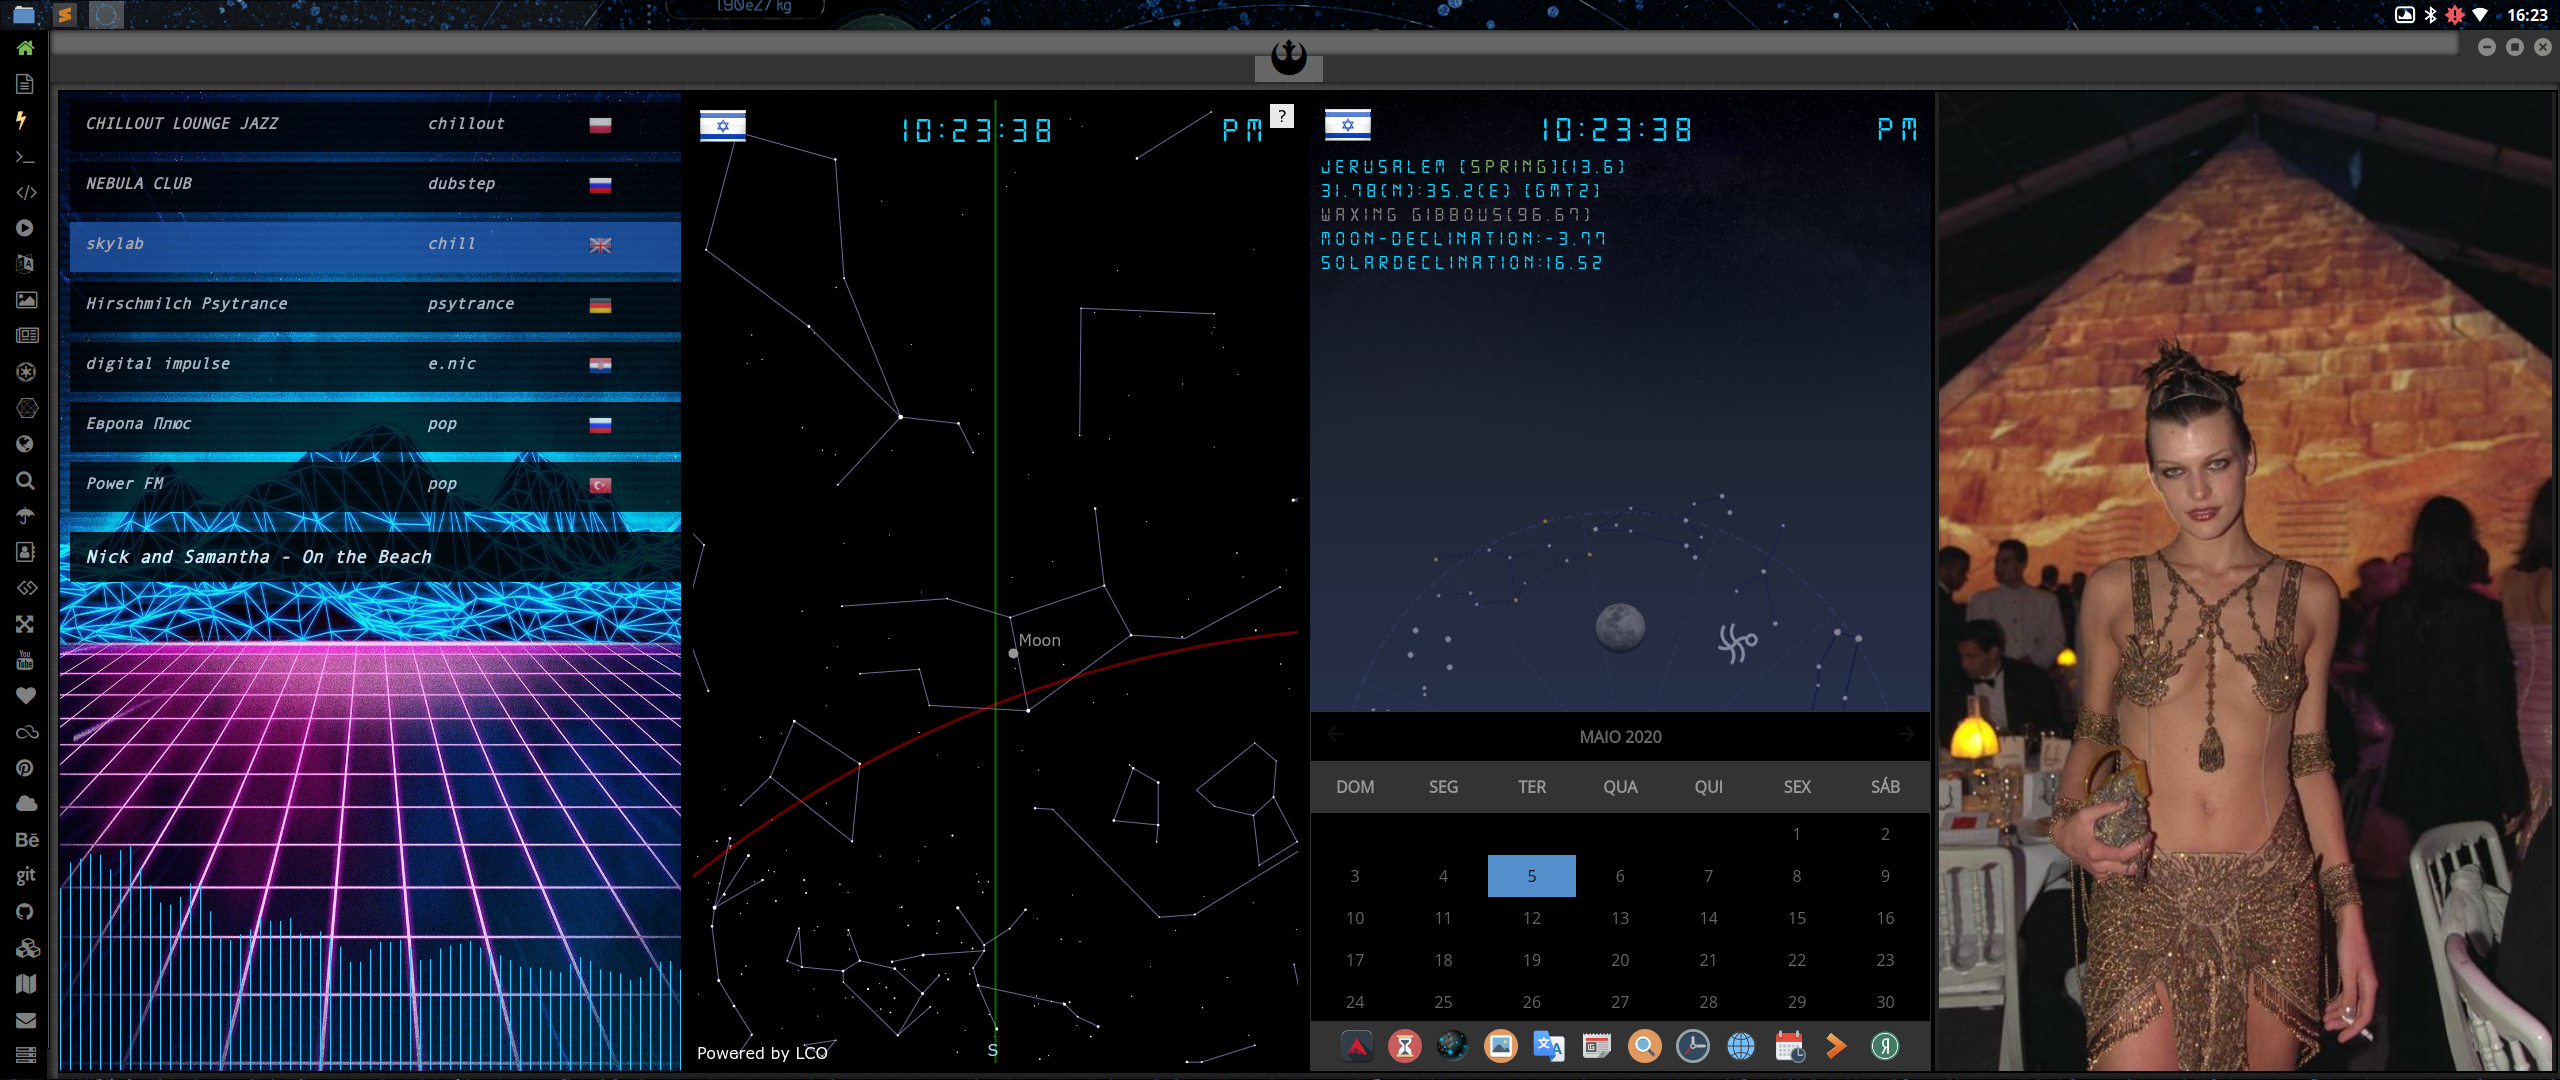 1.90e27 kg
16:23
CHILLOUT LOUNGE JAZZ chillout
NEBULA CLUB dubstep
skylab chill
Hirschmilch Psytrance psytrance
digital impulse e.nic
Европа Плюс pop
Power FM pop
Nick and Samantha - On the Beach
You Tube
Bē
git
10:23:38 PM ?
Moon
S
Powered by LCO
10:23:38 PM
JERUSALEM [SPRING][13.6]
31.78(N):35.2(E) [GMT2]
WAXING GIBBOUS[96.67]
MOON-DECLINATION:-3.77
SOLARDECLINATION:16.52
MAIO 2020
DOM SEG TER QUA QUI SEX SÁB
1 2
3 4 5 6 7 8 9
10 11 12 13 14 15 16
17 18 19 20 21 22 23
24 25 26 27 28 29 30